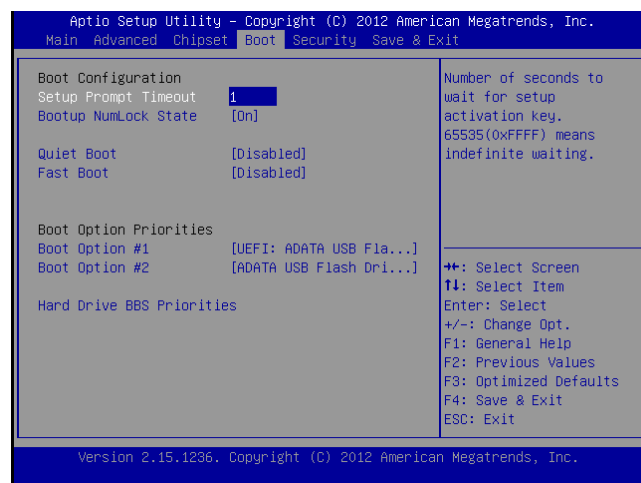 Aptio Setup Utility – Copyright (C) 2012 American Megatrends, Inc.
Main Advanced Chipset Boot Security Save & Exit
Boot Configuration
Setup Prompt Timeout 1
Bootup NumLock State [On]
Quiet Boot [Disabled]
Fast Boot [Disabled]
Boot Option Priorities
Boot Option #1 [UEFI: ADATA USB Fla...]
Boot Option #2 [ADATA USB Flash Dri...]
Hard Drive BBS Priorities
Number of seconds to
wait for setup
activation key.
65535(0xFFFF) means
indefinite waiting.
→←: Select Screen
↑↓: Select Item
Enter: Select
+/-: Change Opt.
F1: General Help
F2: Previous Values
F3: Optimized Defaults
F4: Save & Exit
ESC: Exit
Version 2.15.1236. Copyright (C) 2012 American Megatrends, Inc.